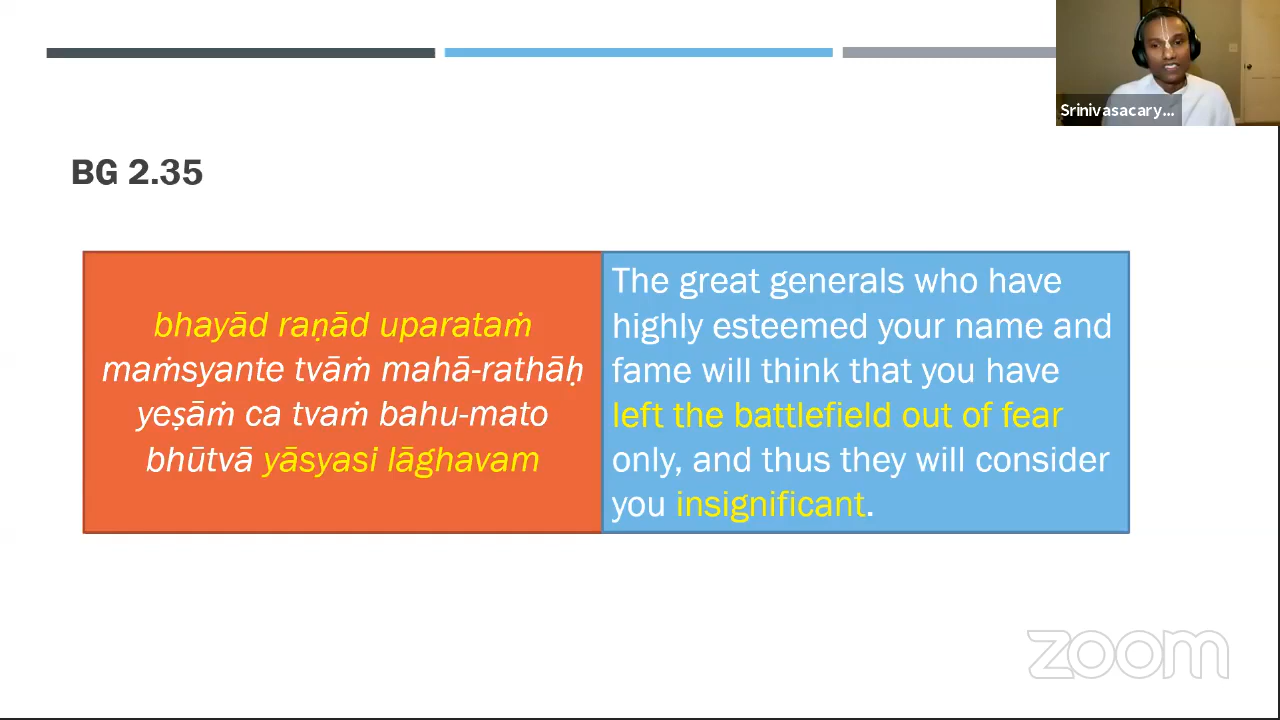 Srinivasacary...
BG 2.35
bhayād raṇād uparataṁ
maṁsyante tvāṁ mahā-rathāḥ
yeṣāṁ ca tvaṁ bahu-mato
bhūtvā yāsyasi lāghavam
The great generals who have
highly esteemed your name and
fame will think that you have
left the battlefield out of fear
only, and thus they will consider
you insignificant.
zoom